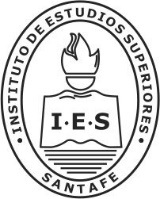 · INSTITUTO DE ESTUDIOS SUPERIORES ·
I·E·S
SANTAFE